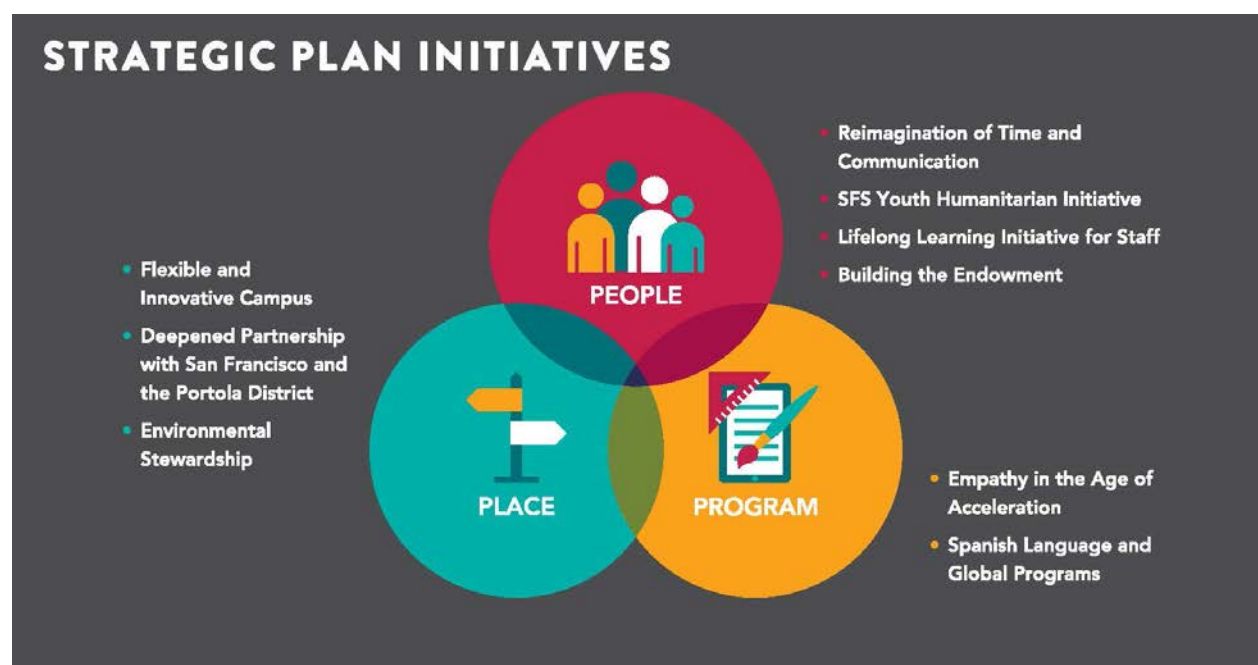 STRATEGIC PLAN INITIATIVES
PEOPLE
• Reimagination of Time and
Communication
• SFS Youth Humanitarian Initiative
• Lifelong Learning Initiative for Staff
• Building the Endowment
• Flexible and
Innovative Campus
• Deepened Partnership
with San Francisco and
the Portola District
• Environmental
Stewardship
PLACE
PROGRAM
• Empathy in the Age of
Acceleration
• Spanish Language and
Global Programs